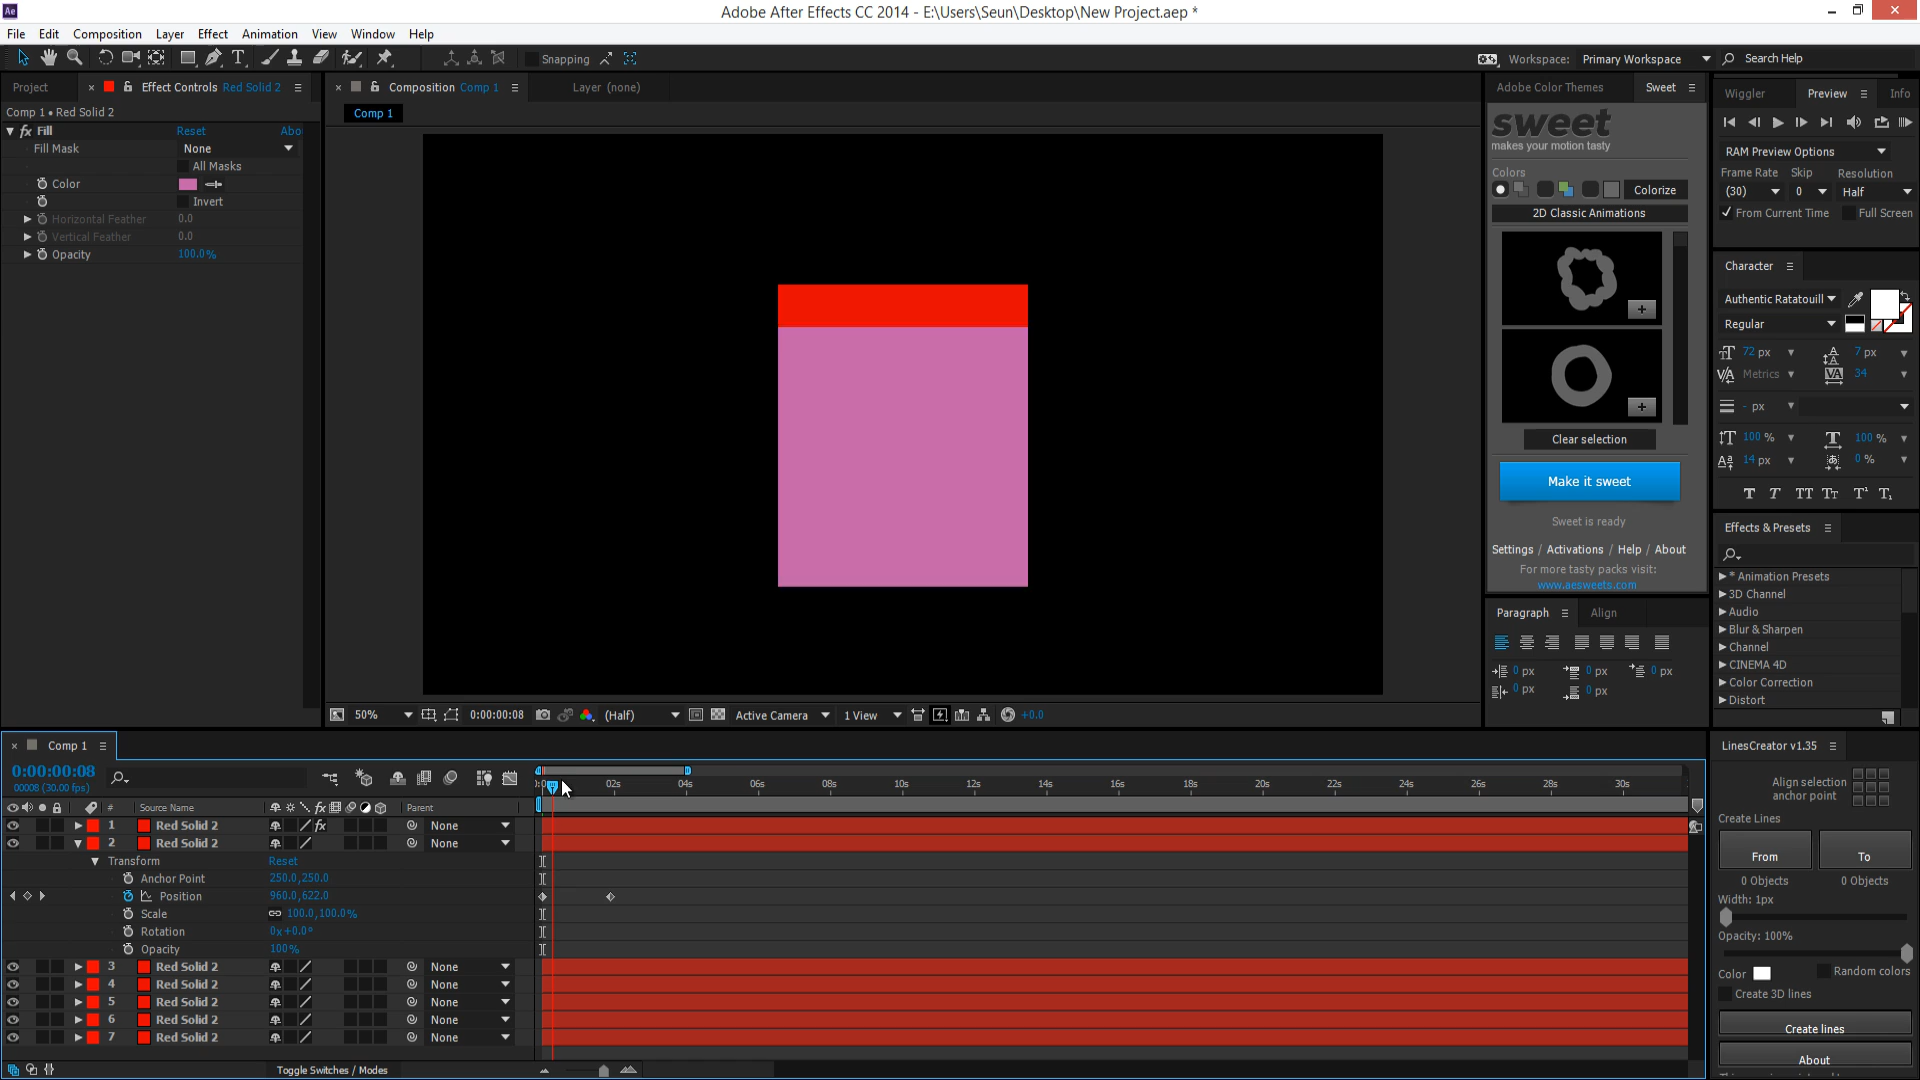 Ae
Adobe After Effects CC 2014 - E:\Users\Seun\Desktop\New Project.aep *
File Edit Composition Layer Effect Animation View Window Help
Snapping
Workspace: Primary Workspace
Search Help
Project
Effect Controls Red Solid 2
Comp 1 • Red Solid 2
fx Fill Reset Abo
Fill Mask None
All Masks
Color
Invert
Horizontal Feather 0.0
Vertical Feather 0.0
Opacity 100.0%
Composition Comp 1
Layer (none)
Comp 1
50%
0:00:00:08
(Half)
Active Camera
1 View
+0.0
Adobe Color Themes Sweet
sweet
makes your motion tasty
Colors
Colorize
2D Classic Animations
Clear selection
Make it sweet
Sweet is ready
Settings / Activations / Help / About
For more tasty packs visit:
www.aesweets.com
Paragraph Align
0 px 0 px 0 px
0 px 0 px
Wiggler Preview Info
RAM Preview Options
Frame Rate Skip Resolution
(30) 0 Half
From Current Time Full Screen
Character
Authentic Ratatouill
Regular
72 px 7 px
Metrics 34
- px
100 % 100 %
14 px 0 %
T T TT Tt T¹ T₁
Effects & Presets
* Animation Presets
3D Channel
Audio
Blur & Sharpen
Channel
CINEMA 4D
Color Correction
Distort
Comp 1
0:00:00:08
00008 (30.00 fps)
02s 04s 06s 08s 10s 12s 14s 16s 18s 20s 22s 24s 26s 28s 30s
# Source Name Parent
1 Red Solid 2 None
2 Red Solid 2 None
Transform Reset
Anchor Point 250.0,250.0
Position 960.0,622.0
Scale 100.0,100.0%
Rotation 0x+0.0°
Opacity 100%
3 Red Solid 2 None
4 Red Solid 2 None
5 Red Solid 2 None
6 Red Solid 2 None
7 Red Solid 2 None
Toggle Switches / Modes
LinesCreator v1.35
Align selection
anchor point
Create Lines
From To
0 Objects 0 Objects
Width: 1px
Opacity: 100%
Color Random colors
Create 3D lines
Create lines
About